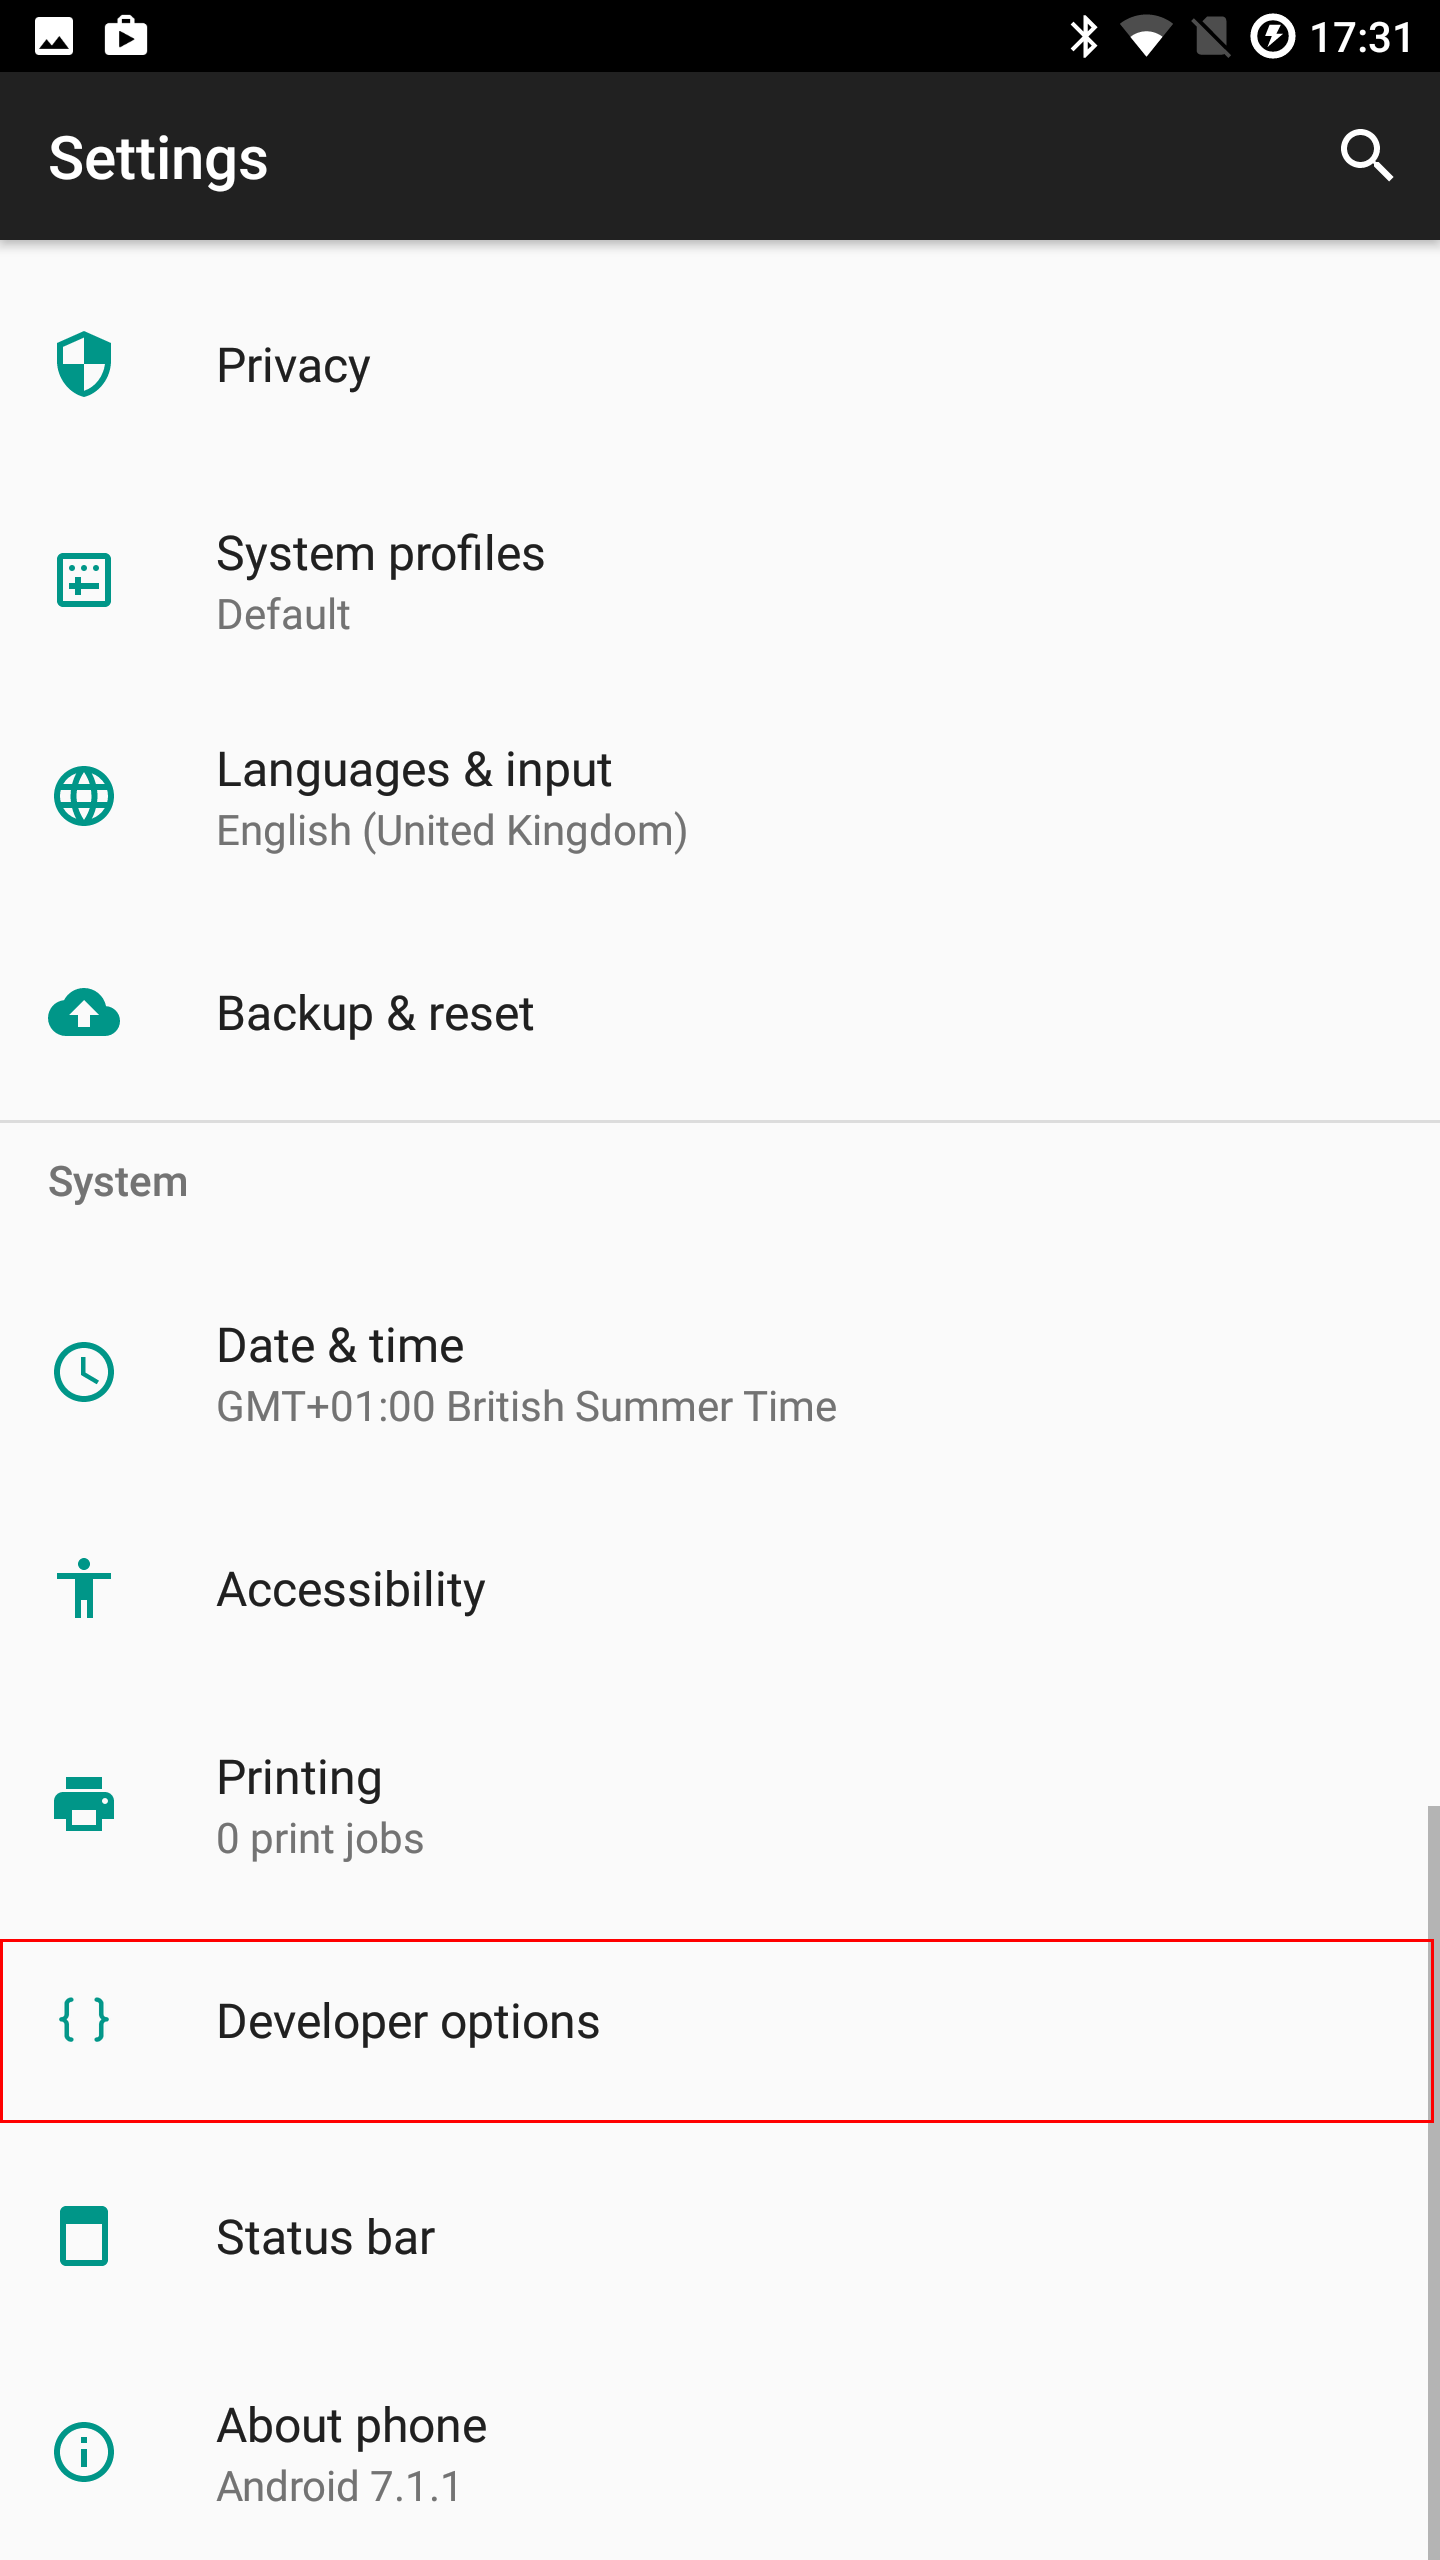 17:31
Settings
Privacy
System profiles
Default
Languages & input
English (United Kingdom)
Backup & reset
System
Date & time
GMT+01:00 British Summer Time
Accessibility
Printing
0 print jobs
Developer options
Status bar
About phone
Android 7.1.1